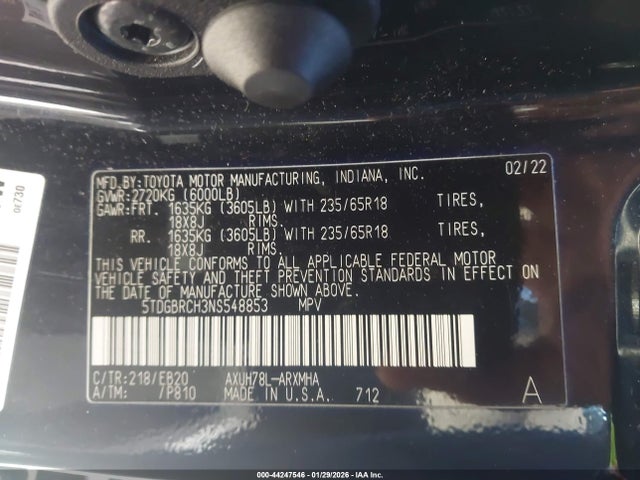 MFD.BY:TOYOTA MOTOR MANUFACTURING, INDIANA, INC. 02/22
GVWR:2720KG (6000LB)
GAWR:FRT. 1635KG (3605LB) WITH 235/65R18 TIRES,
18X8J RIMS.
RR. 1635KG (3605LB) WITH 235/65R18 TIRES,
18X8J RIMS.
THIS VEHICLE CONFORMS TO ALL APPLICABLE FEDERAL MOTOR
VEHICLE SAFETY AND THEFT PREVENTION STANDARDS IN EFFECT ON
THE DATE OF MANUFACTURE SHOWN ABOVE.
5TDGBRCH3NS548853 MPV
C/TR:218/EB20 AXUH78L-ARXMHA
A/TM: /P810 MADE IN U.S.A. 712 A
0E730
000-44247546 - 01/29/2026 - IAA Inc.